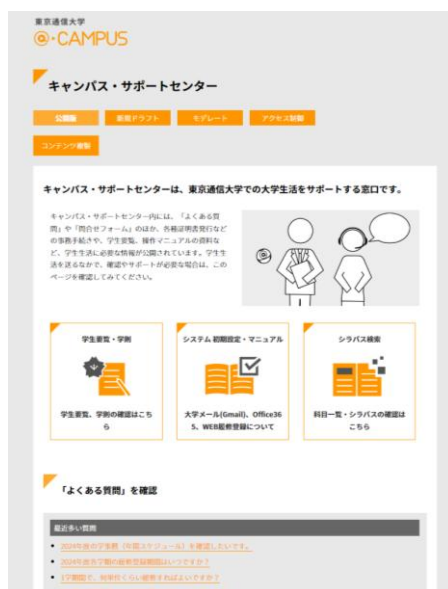 東京通信大学
@・CAMPUS
キャンパス・サポートセンター
公開版
新規ドラフト
モデレート
アクセス制御
コンテンツ複製
キャンパス・サポートセンターは、東京通信大学での大学生活をサポートする窓口です。
キャンパス・サポートセンター内には、「よくある質
問」や「問合せフォーム」のほか、各種証明書発行など
の事務手続きや、学生要覧、操作マニュアルの資料な
ど、学生生活に必要な情報が公開されています。学生生
活を送るなかで、確認やサポートが必要な場合は、この
ページを確認してみてください。
学生要覧・学則
学生要覧、学則の確認はこち
ら
システム初期設定・マニュアル
大学メール(Gmail)、Office36
5、WEB履修登録について
シラバス検索
科目一覧・シラバスの確認は
こちら
「よくある質問」を確認
最近多い質問
2024年度の学事暦（年間スケジュール）を確認したいです。
2024年度各学期の履修登録期間はいつですか？
1学期間で、何単位くらい履修すればよいですか？